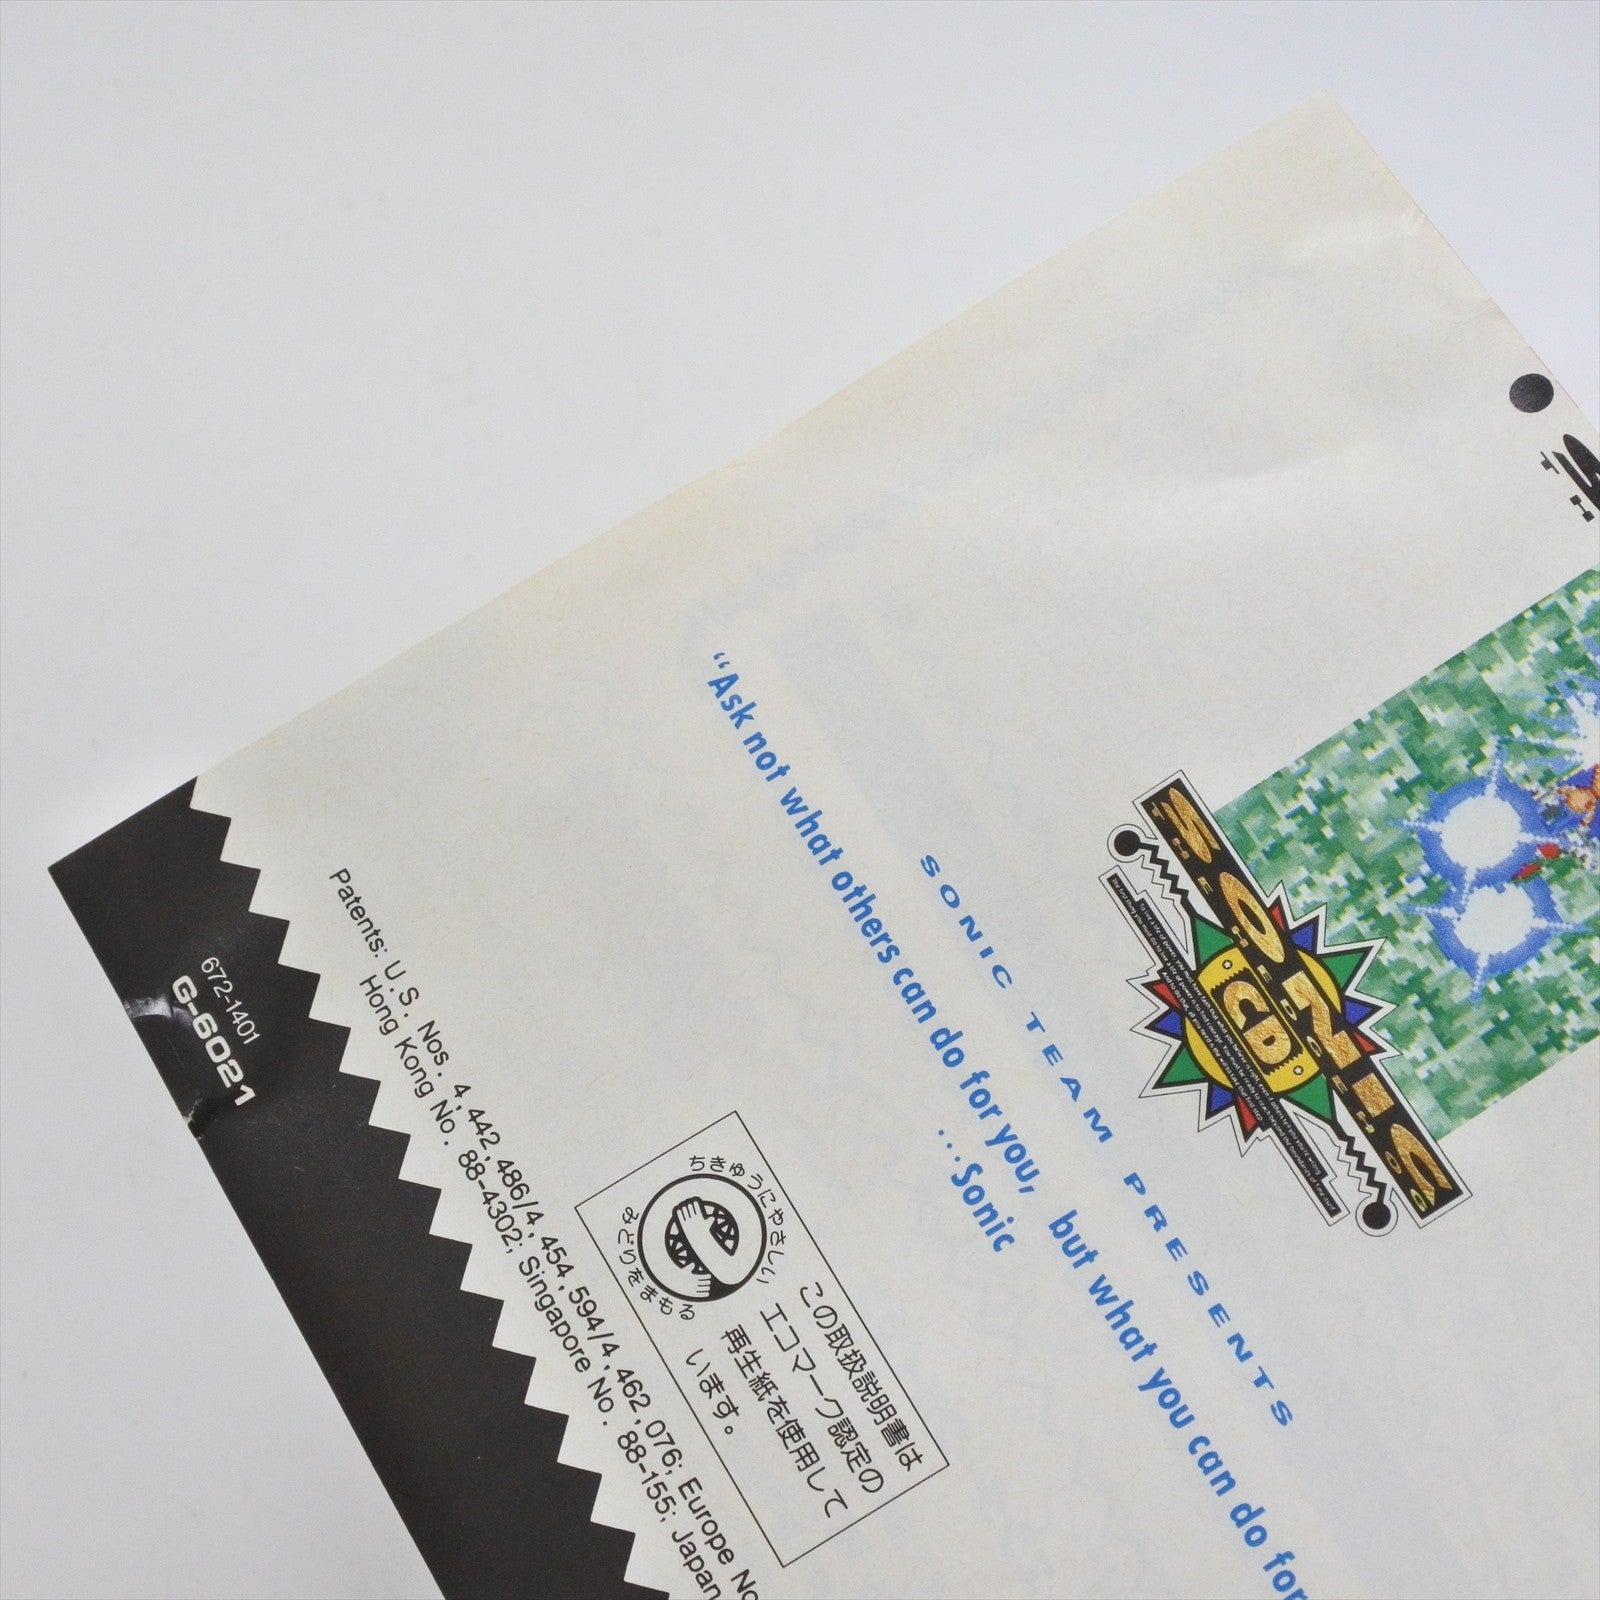 SONIC
THE HEDGEHOG
CD
SONIC TEAM PRESENTS
“Ask not what others can do for you, but what you can do for
...Sonic
この取扱説明書は
エコマーク認定の
再生紙を使用して
います。
ちきゅうにやさしい
みどりをまもる
Patents: U.S. Nos. 4,442,486/4,454,594/4,462,076; Europe No
Hong Kong No. 88-4302; Singapore No. 88-155; Japan
672-1401
G-6021